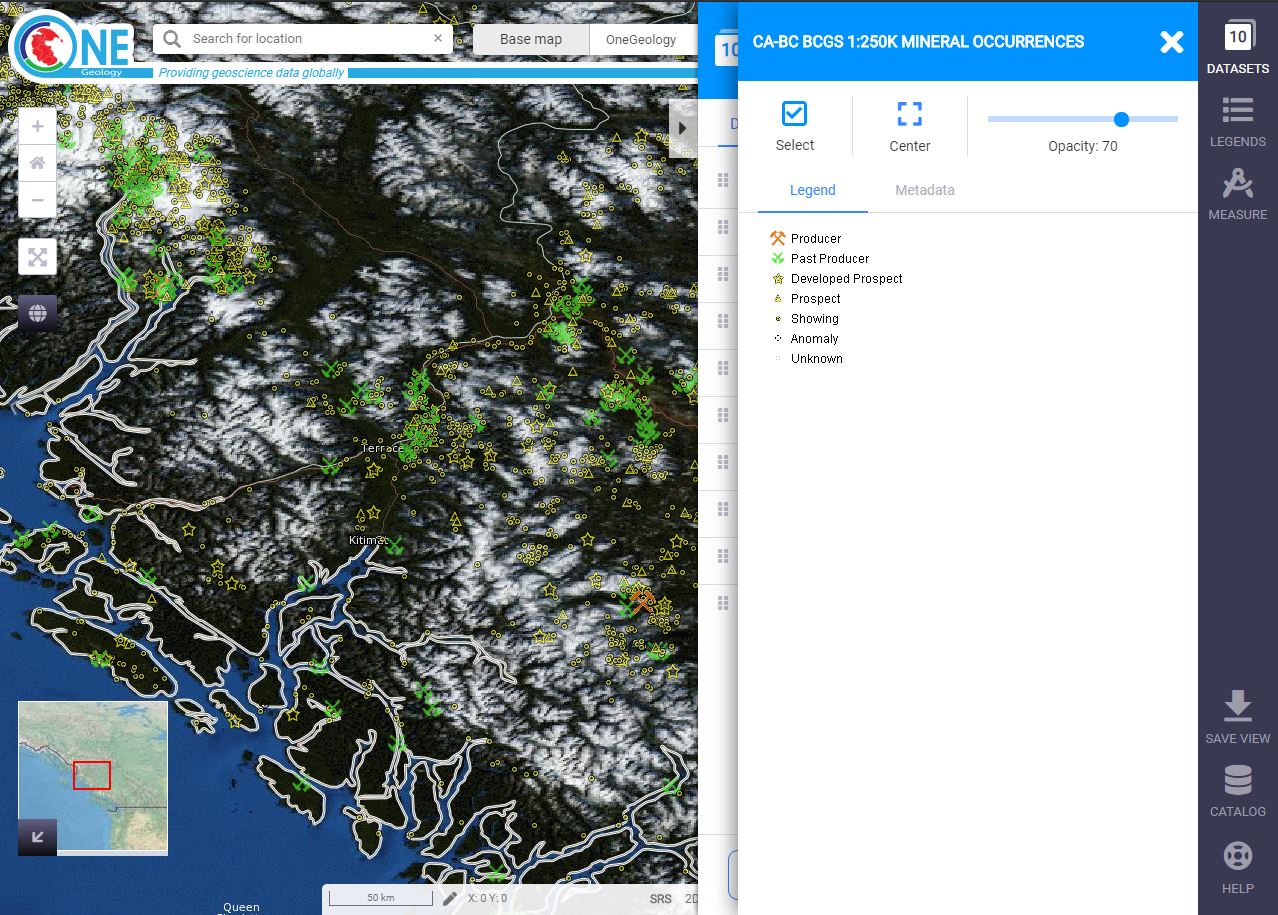 ONE
Geology
Providing geoscience data globally
Search for location
Base map
OneGeology
10
CA-BC BCGS 1:250K MINERAL OCCURRENCES
Select
Center
Opacity: 70
Legend
Metadata
Producer
Past Producer
Developed Prospect
Prospect
Showing
Anomaly
Unknown
10
DATASETS
LEGENDS
MEASURE
SAVE VIEW
CATALOG
HELP
Terrace
Kitimat
Queen
50 km
X: 0 Y: 0
SRS
2D